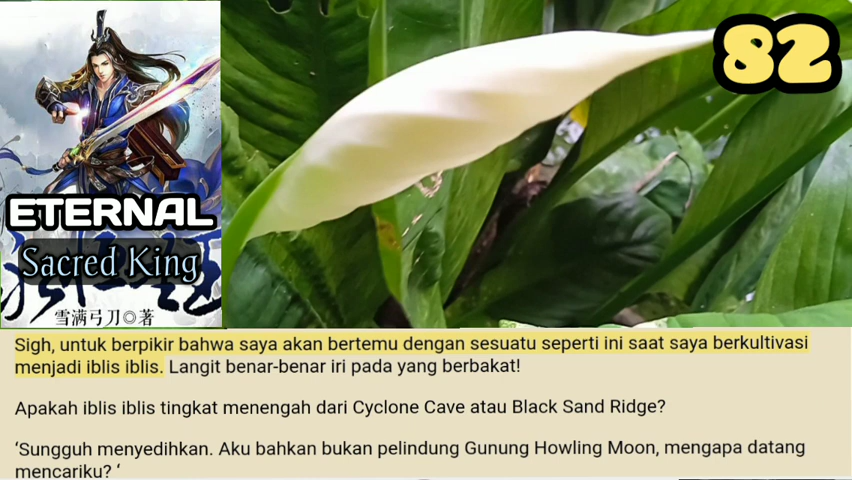 82
ETERNAL
Sacred King
雪满弓刀◎著
Sigh, untuk berpikir bahwa saya akan bertemu dengan sesuatu seperti ini saat saya berkultivasi
menjadi iblis iblis. Langit benar-benar iri pada yang berbakat!
Apakah iblis iblis tingkat menengah dari Cyclone Cave atau Black Sand Ridge?
‘Sungguh menyedihkan. Aku bahkan bukan pelindung Gunung Howling Moon, mengapa datang
mencariku? ‘